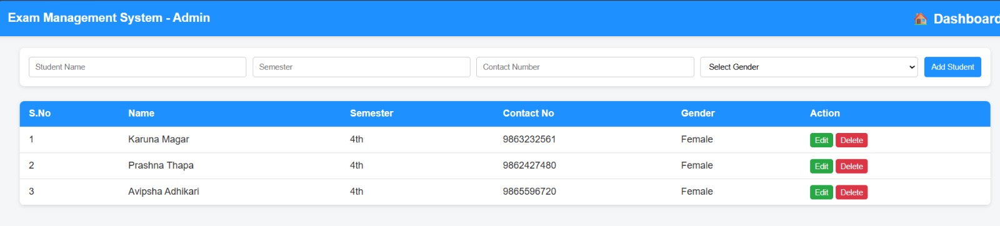 Exam Management System - Admin
Dashboard
Student Name Semester Contact Number Select Gender Add Student
S.No Name Semester Contact No Gender Action
1 Karuna Magar 4th 9863232561 Female Edit Delete
2 Prashna Thapa 4th 9862427480 Female Edit Delete
3 Avipsha Adhikari 4th 9865596720 Female Edit Delete